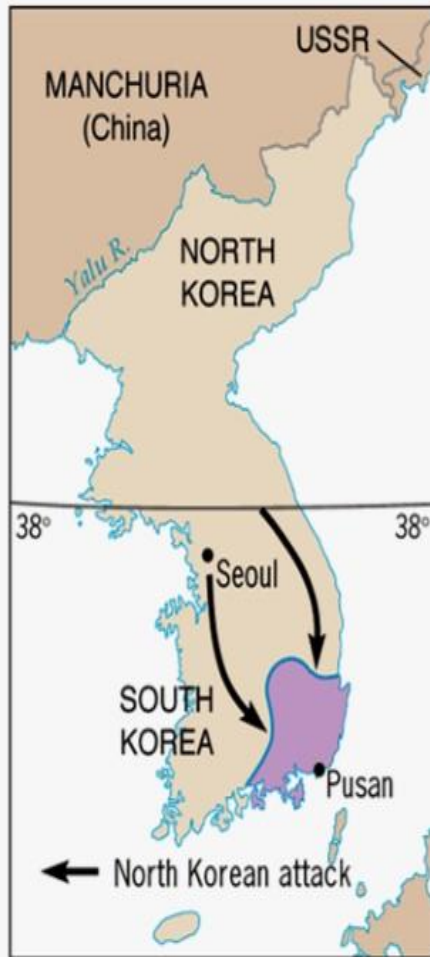 USSR
MANCHURIA
(China)
Yalu R.
NORTH
KOREA
38°
38°
Seoul
SOUTH
KOREA
Pusan
North Korean attack